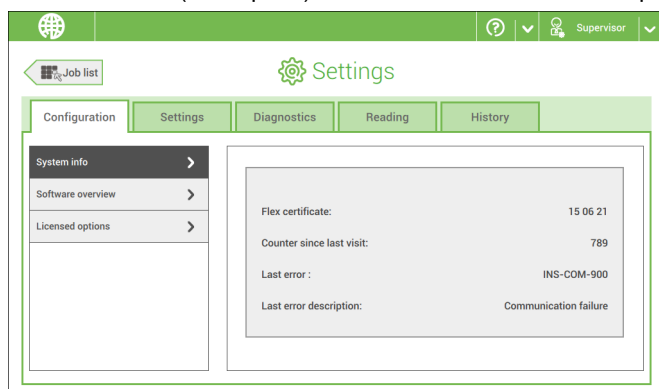 Supervisor
Job list
Settings
Configuration Settings Diagnostics Reading History
System info
Software overview
Licensed options
Flex certificate: 15 06 21
Counter since last visit: 789
Last error : INS-COM-900
Last error description: Communication failure